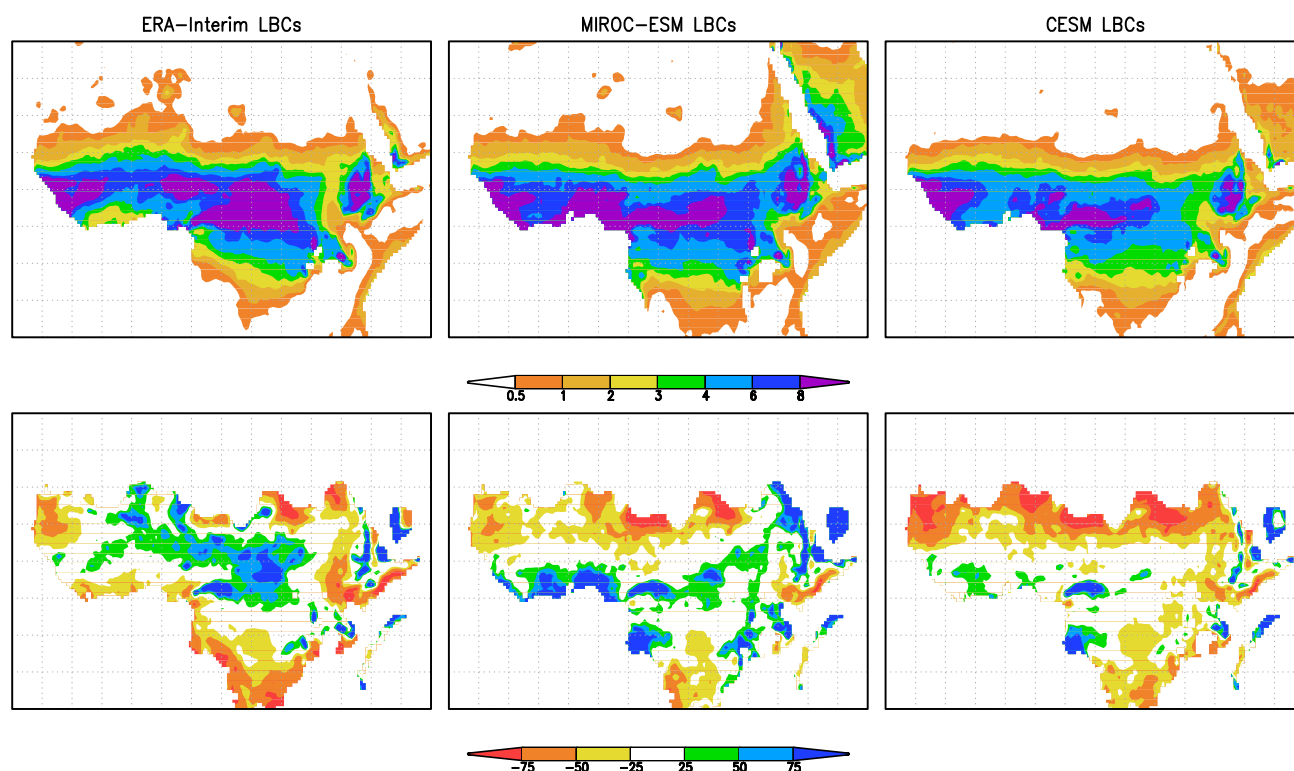 ERA-Interim LBCs
MIROC-ESM LBCs
CESM LBCs
0.5 1 2 3 4 6 8
-75 -50 -25 25 50 75